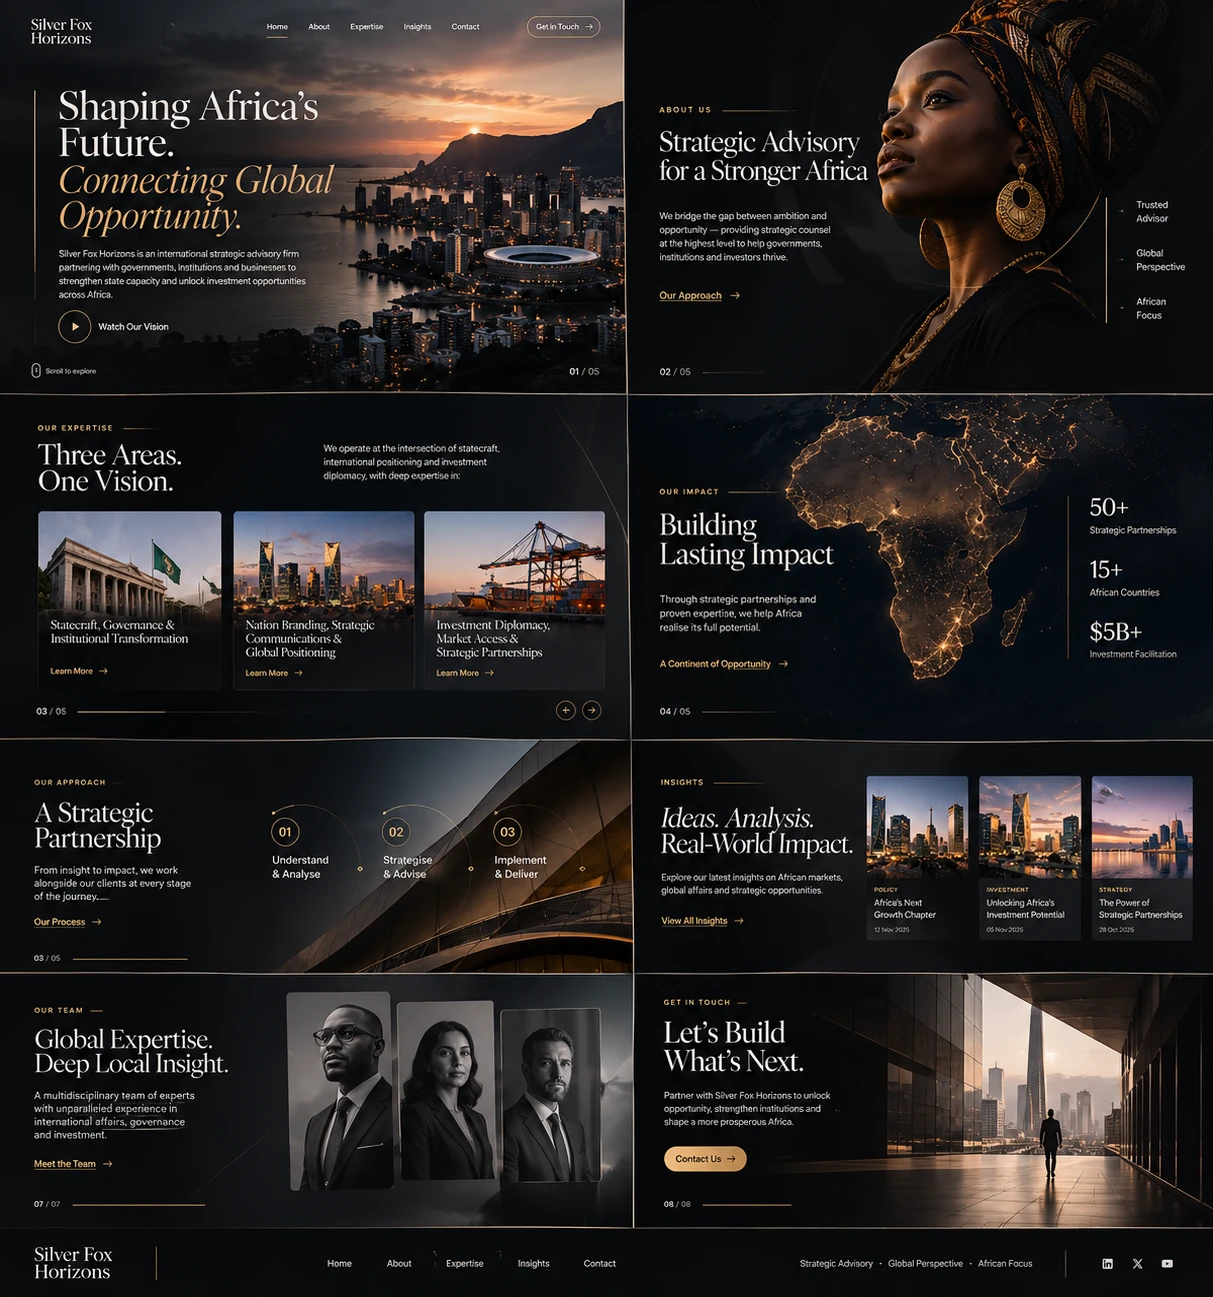 Silver Fox
Horizons
Home
About
Expertise
Insights
Contact
Get in Touch →
Shaping Africa's
Future.
Connecting Global
Opportunity.
Silver Fox Horizons is an international strategic advisory firm
partnering with governments, institutions and businesses to
strengthen state capacity and unlock investment opportunities
across Africa.
Watch Our Vision
Scroll to explore
01 / 05
ABOUT US
Strategic Advisory
for a Stronger Africa
We bridge the gap between ambition and
opportunity — providing strategic counsel
at the highest level to help governments,
institutions and investors thrive.
Our Approach →
Trusted
Advisor
Global
Perspective
African
Focus
02 / 05
OUR EXPERTISE
Three Areas.
One Vision.
We operate at the intersection of statecraft,
international positioning and investment
diplomacy, with deep expertise in:
Statecraft, Governance &
Institutional Transformation
Learn More →
Nation Branding, Strategic
Communications &
Global Positioning
Learn More →
Investment Diplomacy,
Market Access &
Strategic Partnerships
Learn More →
03 / 05
OUR IMPACT
Building
Lasting Impact
Through strategic partnerships and
proven expertise, we help Africa
realise its full potential.
A Continent of Opportunity →
50+
Strategic Partnerships
15+
African Countries
$5B+
Investment Facilitation
04 / 05
OUR APPROACH
A Strategic
Partnership
From insight to impact, we work
alongside our clients at every stage
of the journey.
Our Process →
01
Understand
& Analyse
02
Strategise
& Advise
03
Implement
& Deliver
03 / 05
INSIGHTS
Ideas. Analysis.
Real-World Impact.
Explore our latest insights on African markets,
global affairs and strategic opportunities.
View All Insights →
POLICY
Africa's Next
Growth Chapter
12 Nov 2025
INVESTMENT
Unlocking Africa's
Investment Potential
05 Nov 2025
STRATEGY
The Power of
Strategic Partnerships
28 Oct 2025
OUR TEAM
Global Expertise.
Deep Local Insight.
A multidisciplinary team of experts
with unparalleled experience in
international affairs, governance
and investment.
Meet the Team →
07 / 07
GET IN TOUCH
Let's Build
What's Next.
Partner with Silver Fox Horizons to unlock
opportunity, strengthen institutions and
shape a more prosperous Africa.
Contact Us →
08 / 08
Silver Fox
Horizons
Home
About
Expertise
Insights
Contact
Strategic Advisory • Global Perspective • African Focus